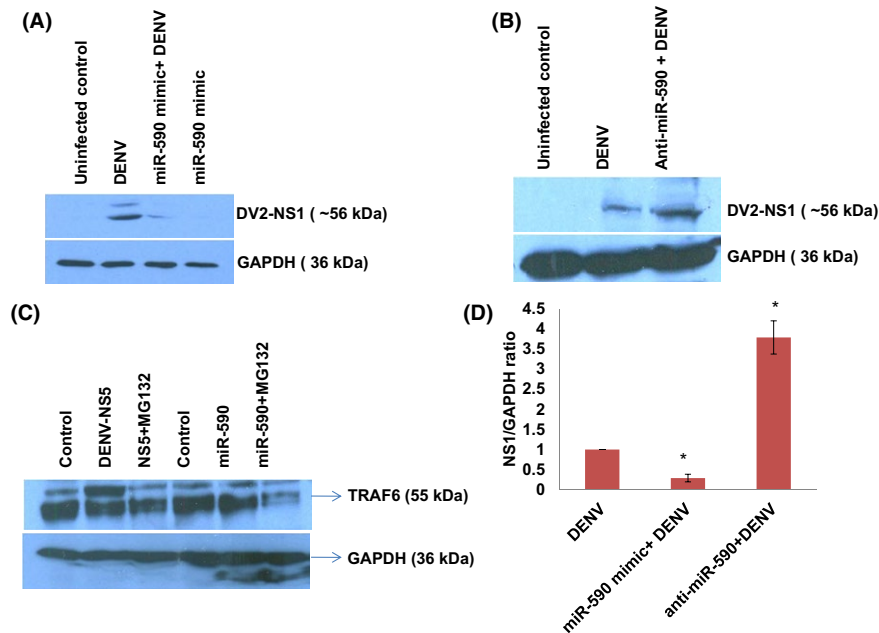 (A)
Uninfected control
DENV
miR-590 mimic+ DENV
miR-590 mimic
DV2-NS1 ( ~56 kDa)
GAPDH ( 36 kDa)
(B)
Uninfected control
DENV
Anti-miR-590 + DENV
DV2-NS1 ( ~56 kDa)
GAPDH ( 36 kDa)
(C)
Control
DENV-NS5
NS5+MG132
Control
miR-590
miR-590+MG132
TRAF6 (55 kDa)
GAPDH (36 kDa)
(D)
NS1/GAPDH ratio
4.5
4
3.5
3
2.5
2
1.5
1
0.5
0
*
*
DENV
miR-590 mimic+ DENV
anti-miR-590+DENV